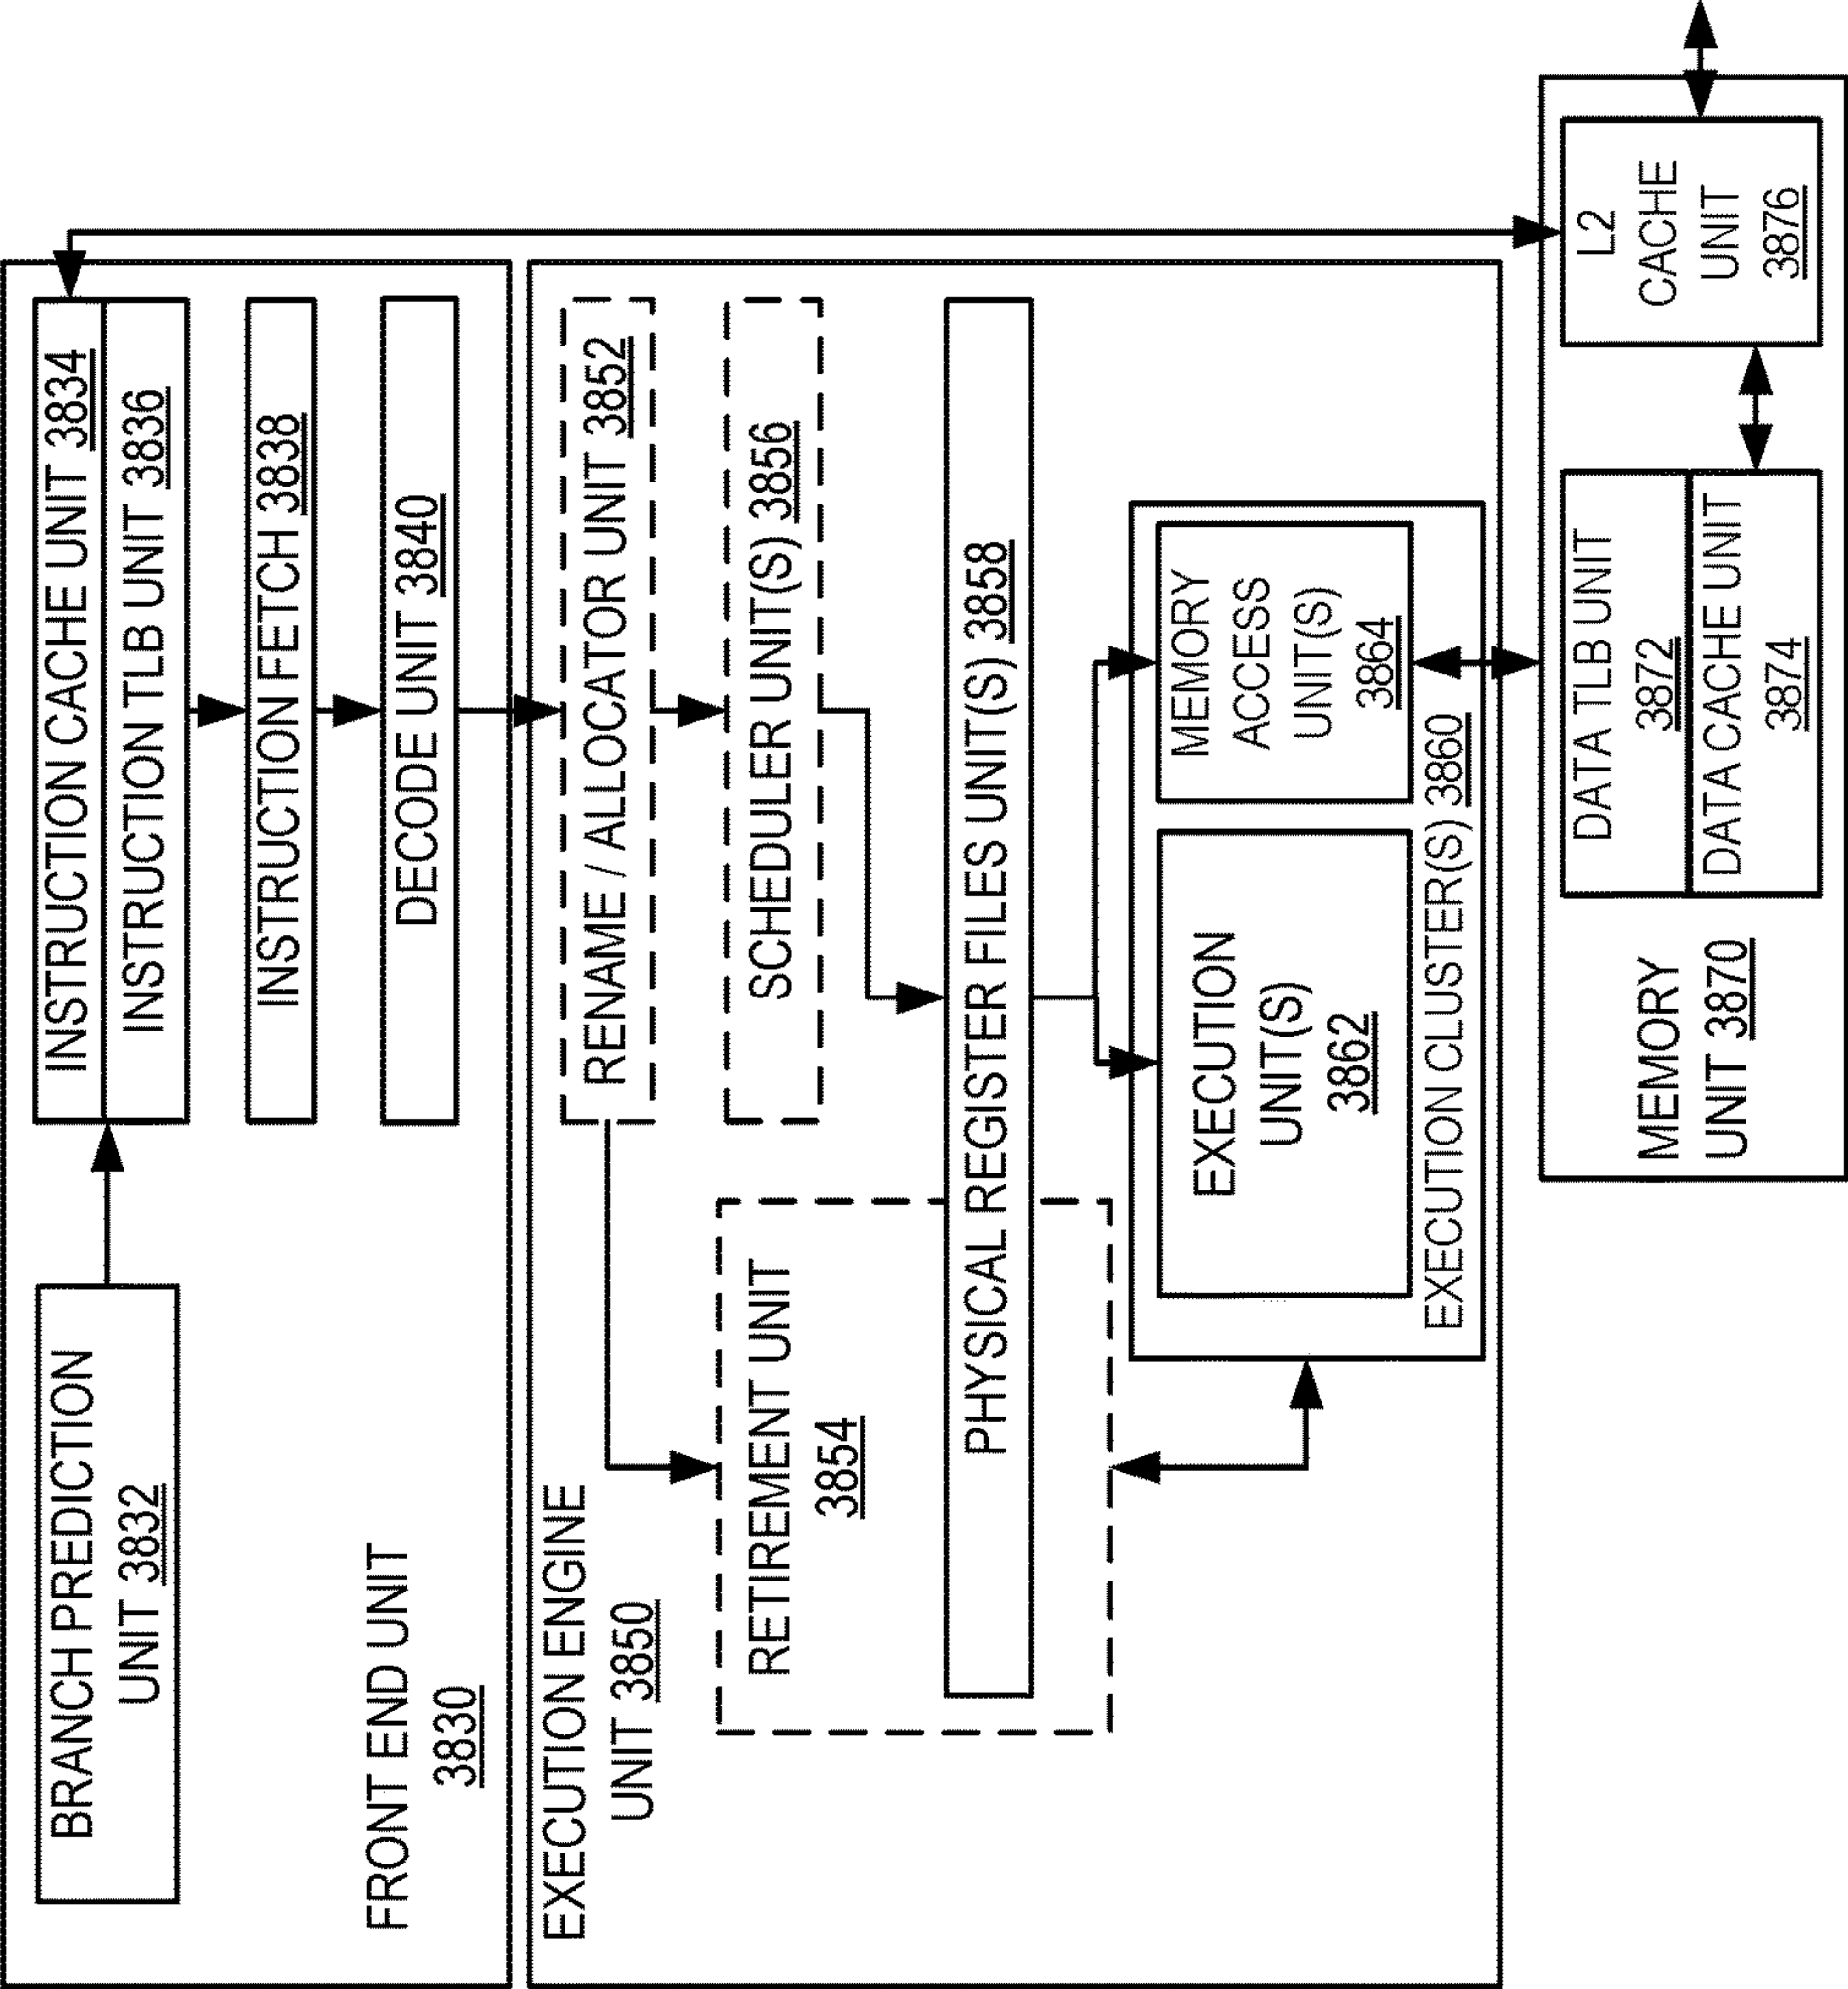 BRANCH PREDICTION
UNIT 3832
INSTRUCTION CACHE UNIT 3834
INSTRUCTION TLB UNIT 3836
INSTRUCTION FETCH 3838
DECODE UNIT 3840
FRONT END UNIT
3830
EXECUTION ENGINE
UNIT 3850
RENAME / ALLOCATOR UNIT 3852
RETIREMENT UNIT
3854
SCHEDULER UNIT(S) 3856
PHYSICAL REGISTER FILES UNIT(S) 3858
EXECUTION
UNIT(S)
3862
MEMORY
ACCESS
UNIT(S)
3864
EXECUTION CLUSTER(S) 3860
MEMORY
UNIT 3870
DATA TLB UNIT
3872
DATA CACHE UNIT
3874
L2
CACHE
UNIT
3876